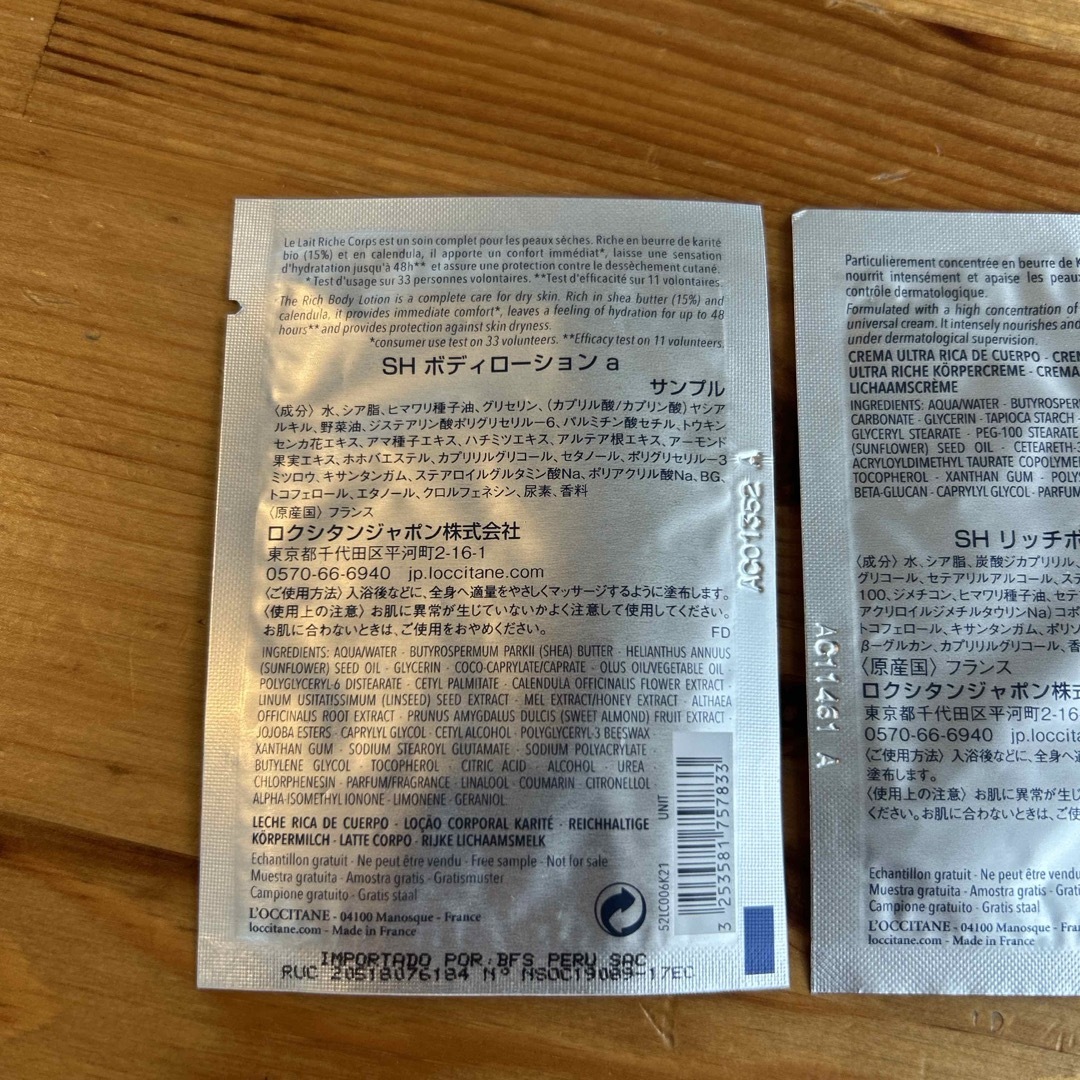 Le Lait Riche Corps est un soin complet pour les peaux sèches. Riche en beurre de karité
bio (15%) et en calendula, il apporte un confort immédiat*, laisse une sensation
d'hydratation jusqu'à 48h** et assure une protection contre le dessèchement cutané.
*Test d'usage sur 33 personnes volontaires. **Test d'efficacité sur 11 volontaires.
The Rich Body Lotion is a complete care for dry skin. Rich in shea butter (15%) and
calendula, it provides immediate comfort*, leaves a feeling of hydration for up to 48
hours** and provides protection against skin dryness.
*consumer use test on 33 volunteers. **Efficacy test on 11 volunteers.
SH ボディローション a
サンプル
〈成分〉水、シア脂、ヒマワリ種子油、グリセリン、(カプリル酸/カプリン酸)ヤシア
ルキル、野菜油、ジステアリン酸ポリグリセリル-6、パルミチン酸セチル、トウキン
センカ花エキス、アマ種子エキス、ハチミツエキス、アルテア根エキス、アーモンド
果実エキス、ホホバエステル、カプリリルグリコール、セタノール、ポリグリセリル-3
ミツロウ、キサンタンガム、ステアロイルグルタミン酸Na、ポリアクリル酸Na、BG、
トコフェロール、エタノール、クロルフェネシン、尿素、香料
〈原産国〉フランス
ロクシタンジャポン株式会社
東京都千代田区平河町2-16-1
0570-66-6940 jp.loccitane.com
〈ご使用方法〉入浴後などに、全身へ適量をやさしくマッサージするように塗布します。
〈使用上の注意〉お肌に異常が生じていないかよく注意して使用してください。
お肌に合わないときは、ご使用をおやめください。
FD
INGREDIENTS: AQUA/WATER - BUTYROSPERMUM PARKII (SHEA) BUTTER - HELIANTHUS ANNUUS
(SUNFLOWER) SEED OIL - GLYCERIN - COCO-CAPRYLATE/CAPRATE - OLUS OIL/VEGETABLE OIL -
POLYGLYCERYL-6 DISTEARATE - CETYL PALMITATE - CALENDULA OFFICINALIS FLOWER EXTRACT -
LINUM USITATISSIMUM (LINSEED) SEED EXTRACT - MEL EXTRACT/HONEY EXTRACT - ALTHAEA
OFFICINALIS ROOT EXTRACT - PRUNUS AMYGDALUS DULCIS (SWEET ALMOND) FRUIT EXTRACT -
JOJOBA ESTERS - CAPRYLYL GLYCOL - CETYL ALCOHOL - POLYGLYCERYL-3 BEESWAX
XANTHAN GUM - SODIUM STEAROYL GLUTAMATE - SODIUM POLYACRYLATE -
BUTYLENE GLYCOL - TOCOPHEROL - CITRIC ACID - ALCOHOL - UREA -
CHLORPHENESIN - PARFUM/FRAGRANCE - LINALOOL - COUMARIN - CITRONELLOL -
ALPHA-ISOMETHYL IONONE - LIMONENE - GERANIOL.
LECHE RICA DE CUERPO - LOÇÃO CORPORAL KARITÉ - REICHHALTIGE
KÖRPERMILCH - LATTE CORPO - RIJKE LICHAAMSMELK
Echantillon gratuit - Ne peut être vendu - Free sample - Not for sale
Muestra gratuita - Amostra gratis - Gratismuster
Campione gratuito - Gratis staal
L'OCCITANE - 04100 Manosque - France
loccitane.com - Made in France
52LC006K21
UNIT
3 253581 757833
IMPORTADO POR: BFS PERU SAC
RUC 20518076184 N° NSOC19089-17EC
AC01352 A
AC11461 A
Particulièrement concentrée en beurre de K
nourrit intensément et apaise les peau
contrôle dermatologique.
Formulated with a high concentration of
universal cream. It intensely nourishes and
under dermatological supervision.
CREMA ULTRA RICA DE CUERPO - CREM
ULTRA RICHE KÖRPERCREME - CREMA
LICHAAMSCRÈME
INGREDIENTS: AQUA/WATER - BUTYROSPERM
CARBONATE - GLYCERIN - TAPIOCA STARCH
GLYCERYL STEARATE - PEG-100 STEARATE
(SUNFLOWER) SEED OIL - CETEARETH-3
ACRYLOYLDIMETHYL TAURATE COPOLYME
TOCOPHEROL - XANTHAN GUM - POLYS
BETA-GLUCAN - CAPRYLYL GLYCOL - PARFUM
SH リッチボ
〈成分〉水、シア脂、炭酸ジカプリリル、
グリコール、セテアリルアルコール、ステ
100、ジメチコン、ヒマワリ種子油、セテ
アクリロイルジメチルタウリンNa)コポ
トコフェロール、キサンタンガム、ポリソ
β-グルカン、カプリリルグリコール、香
〈原産国〉フランス
ロクシタンジャポン株式
東京都千代田区平河町2-16
0570-66-6940 jp.locci
〈ご使用方法〉入浴後などに、全身へ適
塗布します。
〈使用上の注意〉お肌に異常が生じ
ください。お肌に合わないときは、ご使
Echantillon gratuit - Ne peut être vendu
Muestra gratuita - Amostra gratis - Grati
Campione gratuito - Gratis staal
L'OCCITANE - 04100 Manosque - Fran
loccitane.com - Made in France